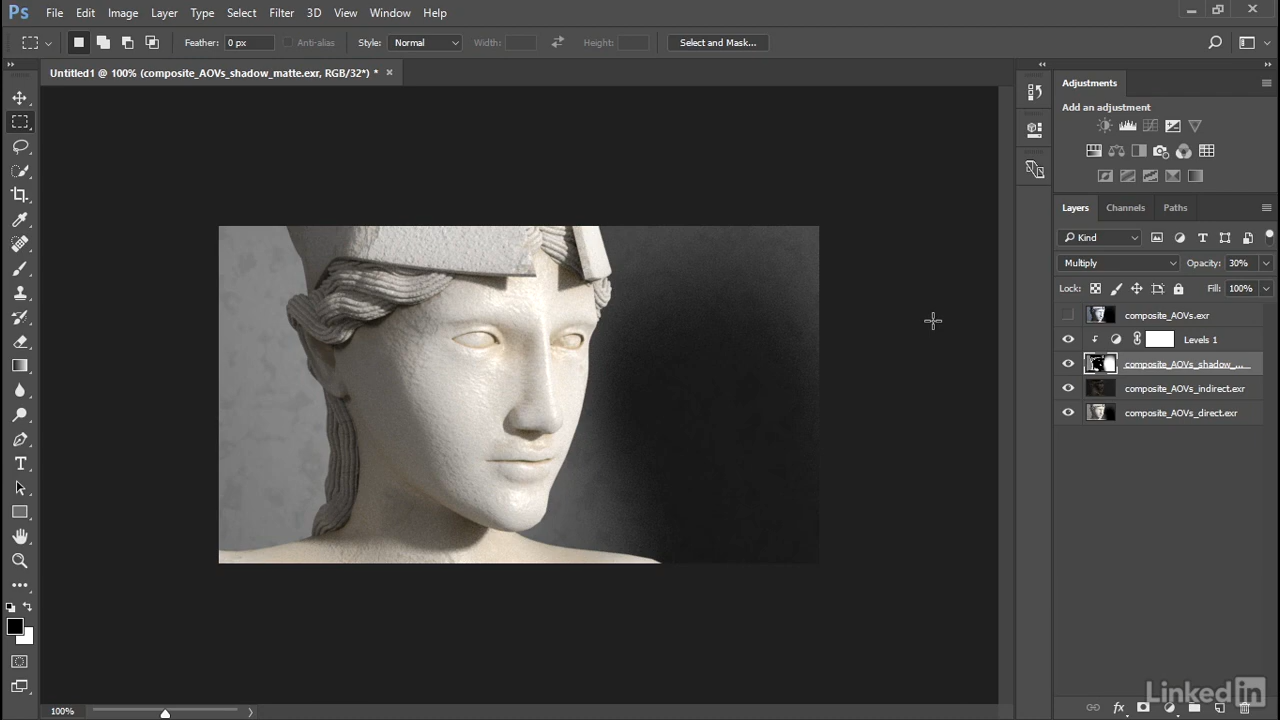 Ps File Edit Image Layer Type Select Filter 3D View Window Help
Feather: 0 px Anti-alias Style: Normal Width: Height: Select and Mask...
Untitled1 @ 100% (composite_AOVs_shadow_matte.exr, RGB/32*) *
Adjustments
Add an adjustment
Layers Channels Paths
Kind
Multiply Opacity: 30%
Lock: Fill: 100%
composite_AOVs.exr
Levels 1
composite_AOVs_shadow_...
composite_AOVs_indirect.exr
composite_AOVs_direct.exr
100%
Linked in